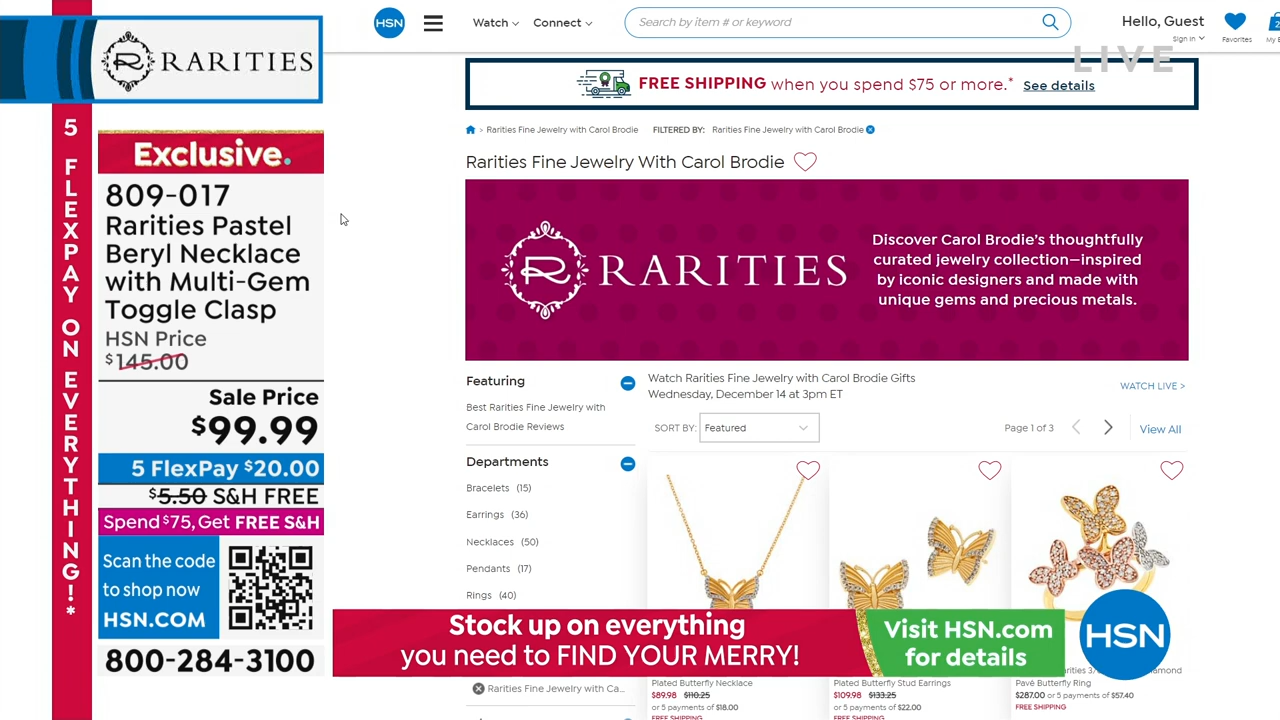 RARITIES
5 FLEXPAY ON EVERYTHING!*
Exclusive.
809-017
Rarities Pastel
Beryl Necklace
with Multi-Gem
Toggle Clasp
HSN Price
$145.00
Sale Price
$99.99
5 FlexPay $20.00
$5.50 S&H FREE
Spend $75, Get FREE S&H
Scan the code
to shop now
HSN.COM
800-284-3100
HSN
Watch
Connect
Search by item # or keyword
Hello, Guest
Sign In
Favorites
2
LIVE
FREE SHIPPING when you spend $75 or more.* See details
> Rarities Fine Jewelry with Carol Brodie FILTERED BY: Rarities Fine Jewelry with Carol Brodie
Rarities Fine Jewelry With Carol Brodie
RARITIES
Discover Carol Brodie's thoughtfully
curated jewelry collection—inspired
by iconic designers and made with
unique gems and precious metals.
Featuring
Best Rarities Fine Jewelry with
Carol Brodie Reviews
Departments
Bracelets (15)
Earrings (36)
Necklaces (50)
Pendants (17)
Rings (40)
Rarities Fine Jewelry with Ca...
Watch Rarities Fine Jewelry with Carol Brodie Gifts
Wednesday, December 14 at 3pm ET
WATCH LIVE >
SORT BY: Featured
Page 1 of 3
View All
Plated Butterfly Necklace
$89.98 $110.25
or 5 payments of $18.00
FREE SHIPPING
Plated Butterfly Stud Earrings
$109.98 $133.25
or 5 payments of $22.00
FREE SHIPPING
Pavé Butterfly Ring
$287.00 or 5 payments of $57.40
FREE SHIPPING
Stock up on everything
you need to FIND YOUR MERRY!
Visit HSN.com
for details
HSN